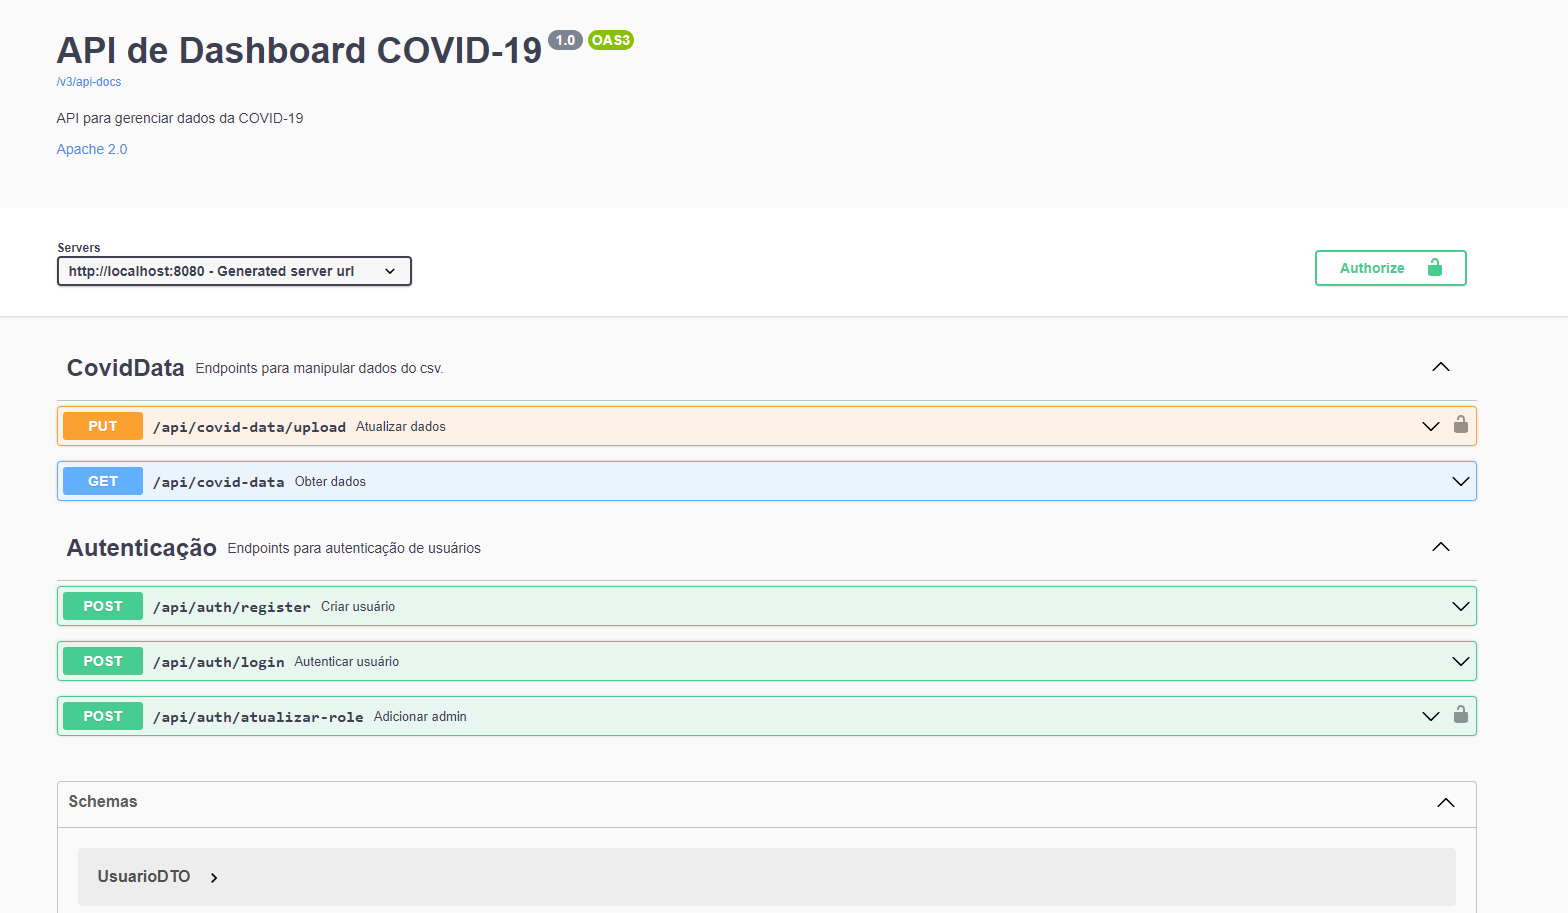 API de Dashboard COVID-19 1.0 OAS3
/v3/api-docs
API para gerenciar dados da COVID-19
Apache 2.0
Servers
http://localhost:8080 - Generated server url
Authorize
CovidData Endpoints para manipular dados do csv.
PUT /api/covid-data/upload Atualizar dados
GET /api/covid-data Obter dados
Autenticação Endpoints para autenticação de usuários
POST /api/auth/register Criar usuário
POST /api/auth/login Autenticar usuário
POST /api/auth/atualizar-role Adicionar admin
Schemas
UsuarioDTO